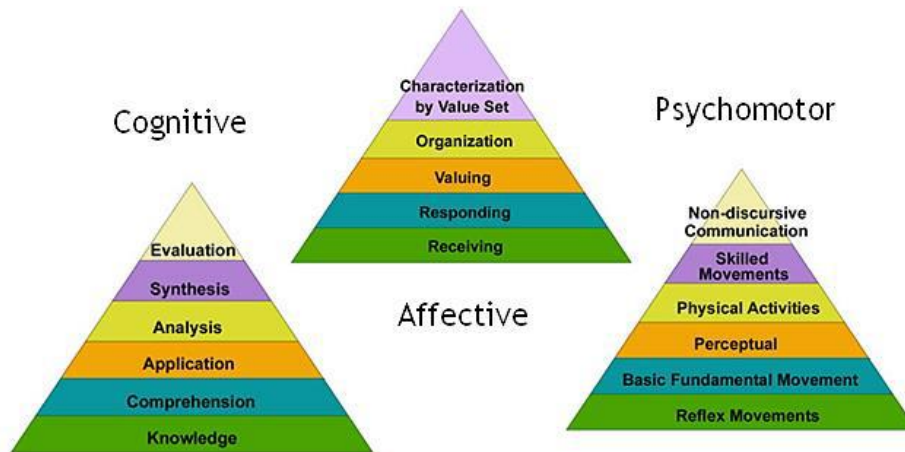 Cognitive
Evaluation
Synthesis
Analysis
Application
Comprehension
Knowledge
Characterization
by Value Set
Organization
Valuing
Responding
Receiving
Affective
Psychomotor
Non-discursive
Communication
Skilled
Movements
Physical Activities
Perceptual
Basic Fundamental Movement
Reflex Movements